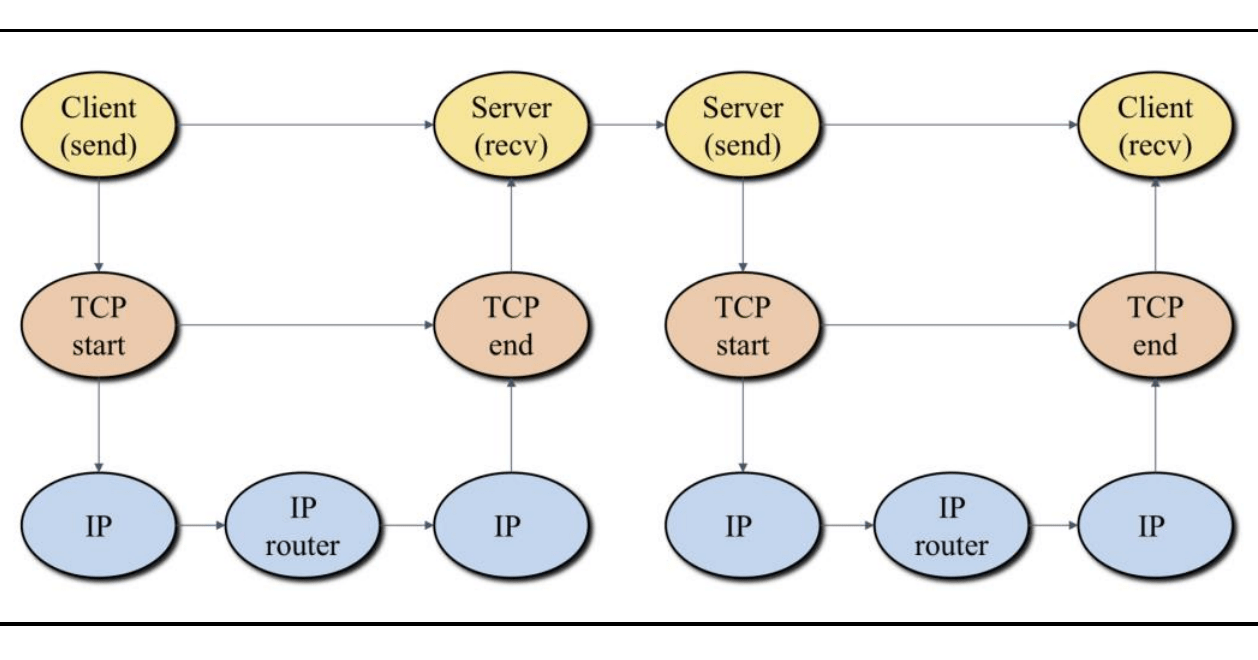 Client
(send)
Server
(recv)
Server
(send)
Client
(recv)
TCP
start
TCP
end
TCP
start
TCP
end
IP
IP
router
IP
IP
IP
router
IP